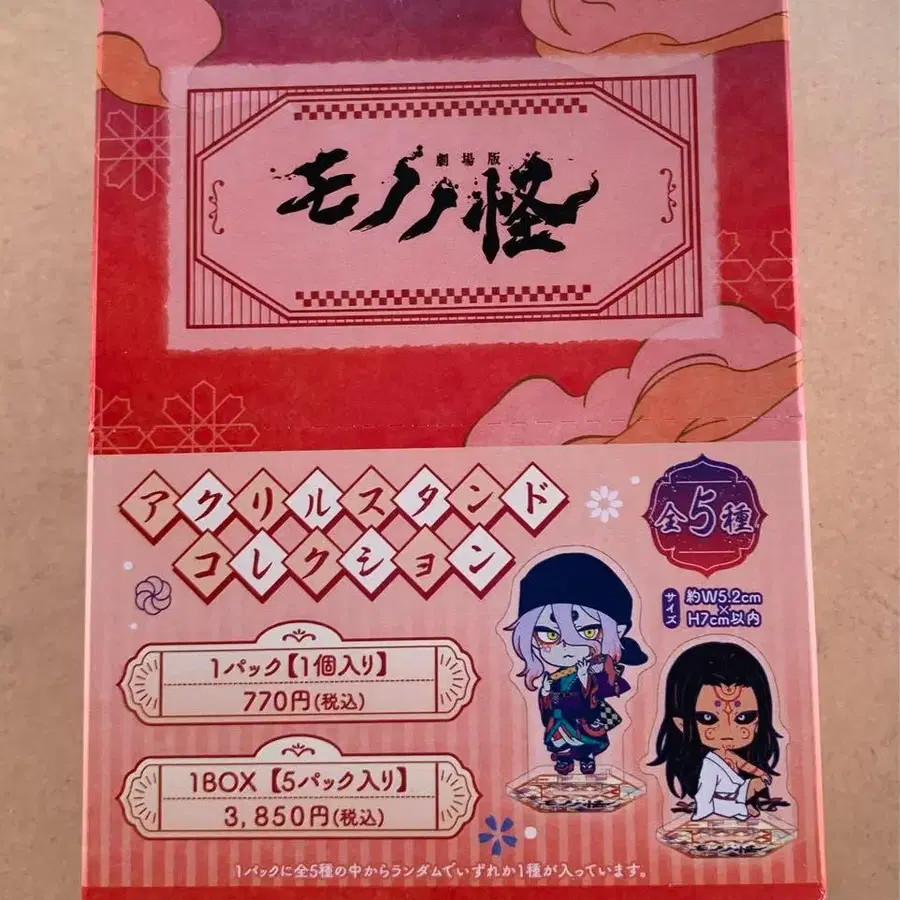 劇場版
モノノ怪
アクリルスタンド
コレクション
全5種
サイズ
約W5.2cm
×
H7cm以内
1パック【1個入り】
770円(税込)
1BOX【5パック入り】
3,850円(税込)
モノノ怪
1パックに全5種の中からランダムでいずれか1種が入っています。